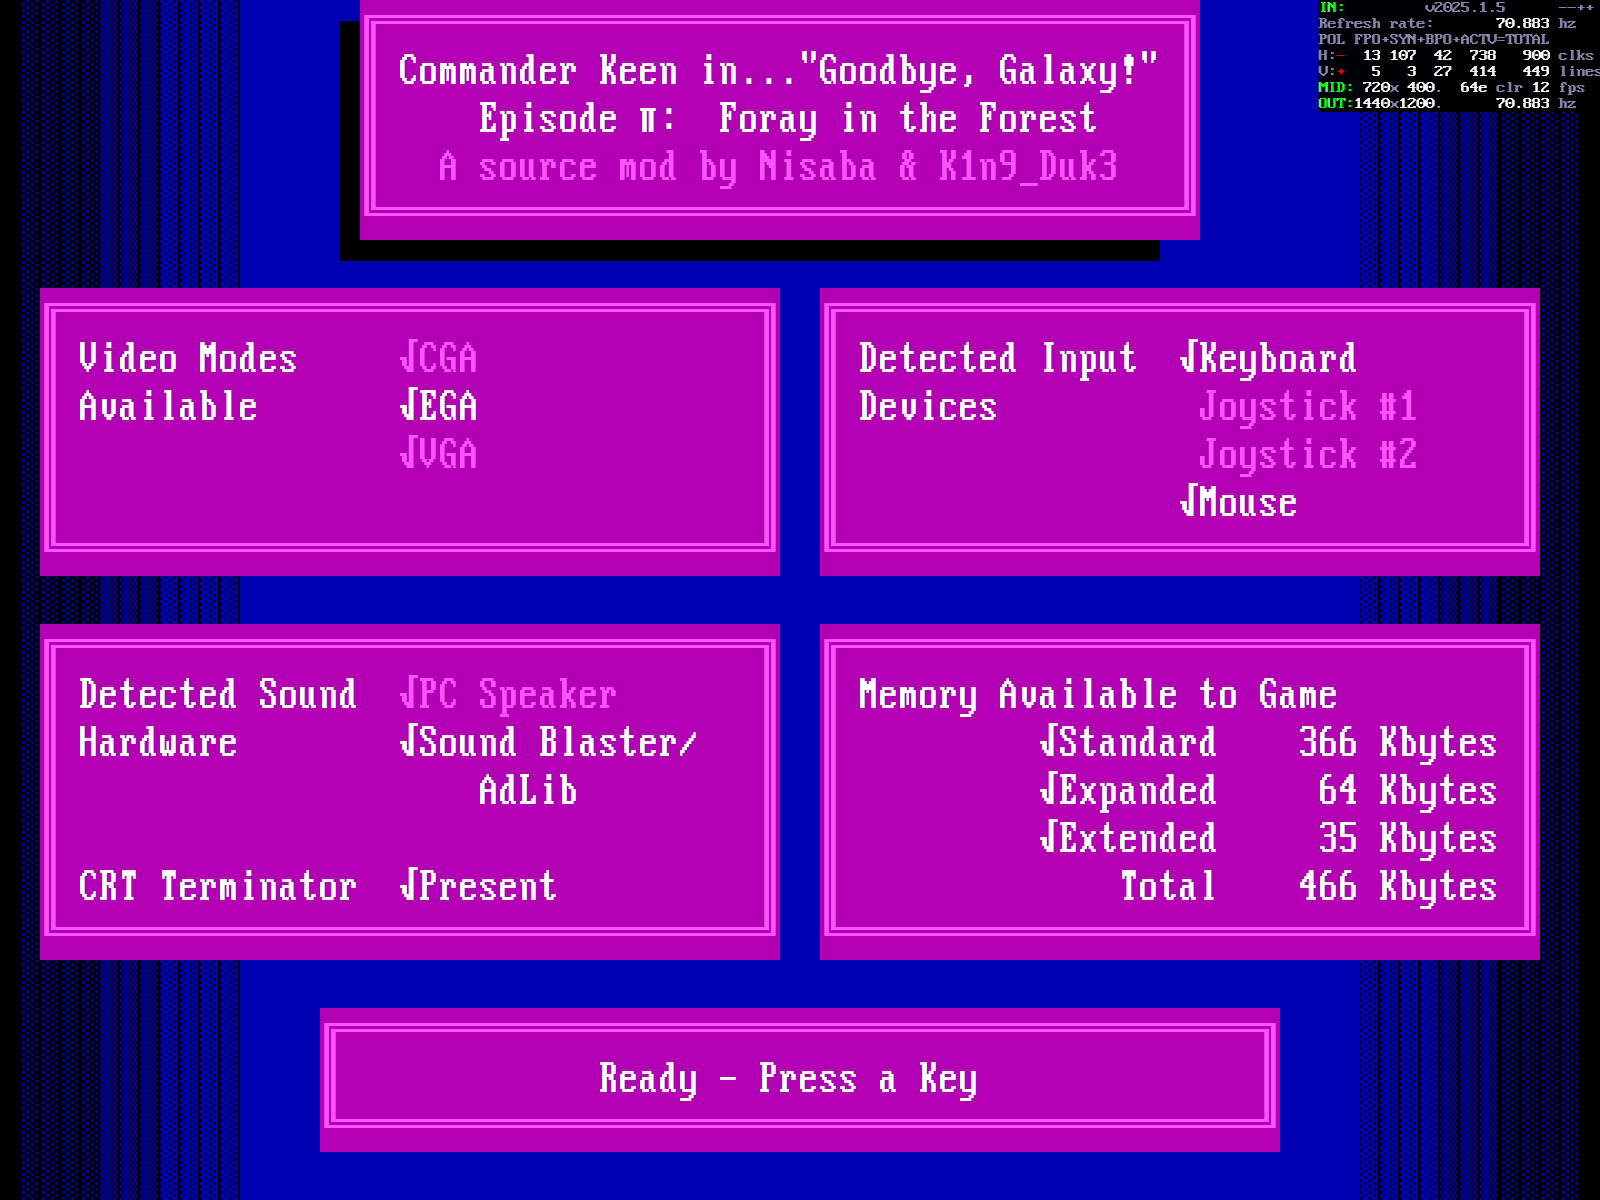 IN: v2025.1.5 --++
Refresh rate: 70.883 hz
POL FPO+SYN+BPO+ACTV=TOTAL
H:- 13 107 42 738 900 clks
V:+ 5 3 27 414 449 lines
MID: 720x 400. 64e clr 12 fps
OUT:1440x1200. 70.883 hz
Commander Keen in..."Goodbye, Galaxy!"
Episode π: Foray in the Forest
A source mod by Nisaba & K1n9_Duk3
Video Modes √CGA
Available √EGA
√VGA
Detected Input √Keyboard
Devices Joystick #1
Joystick #2
√Mouse
Detected Sound √PC Speaker
Hardware √Sound Blaster/
AdLib
CRT Terminator √Present
Memory Available to Game
√Standard 366 Kbytes
√Expanded 64 Kbytes
√Extended 35 Kbytes
Total 466 Kbytes
Ready - Press a Key